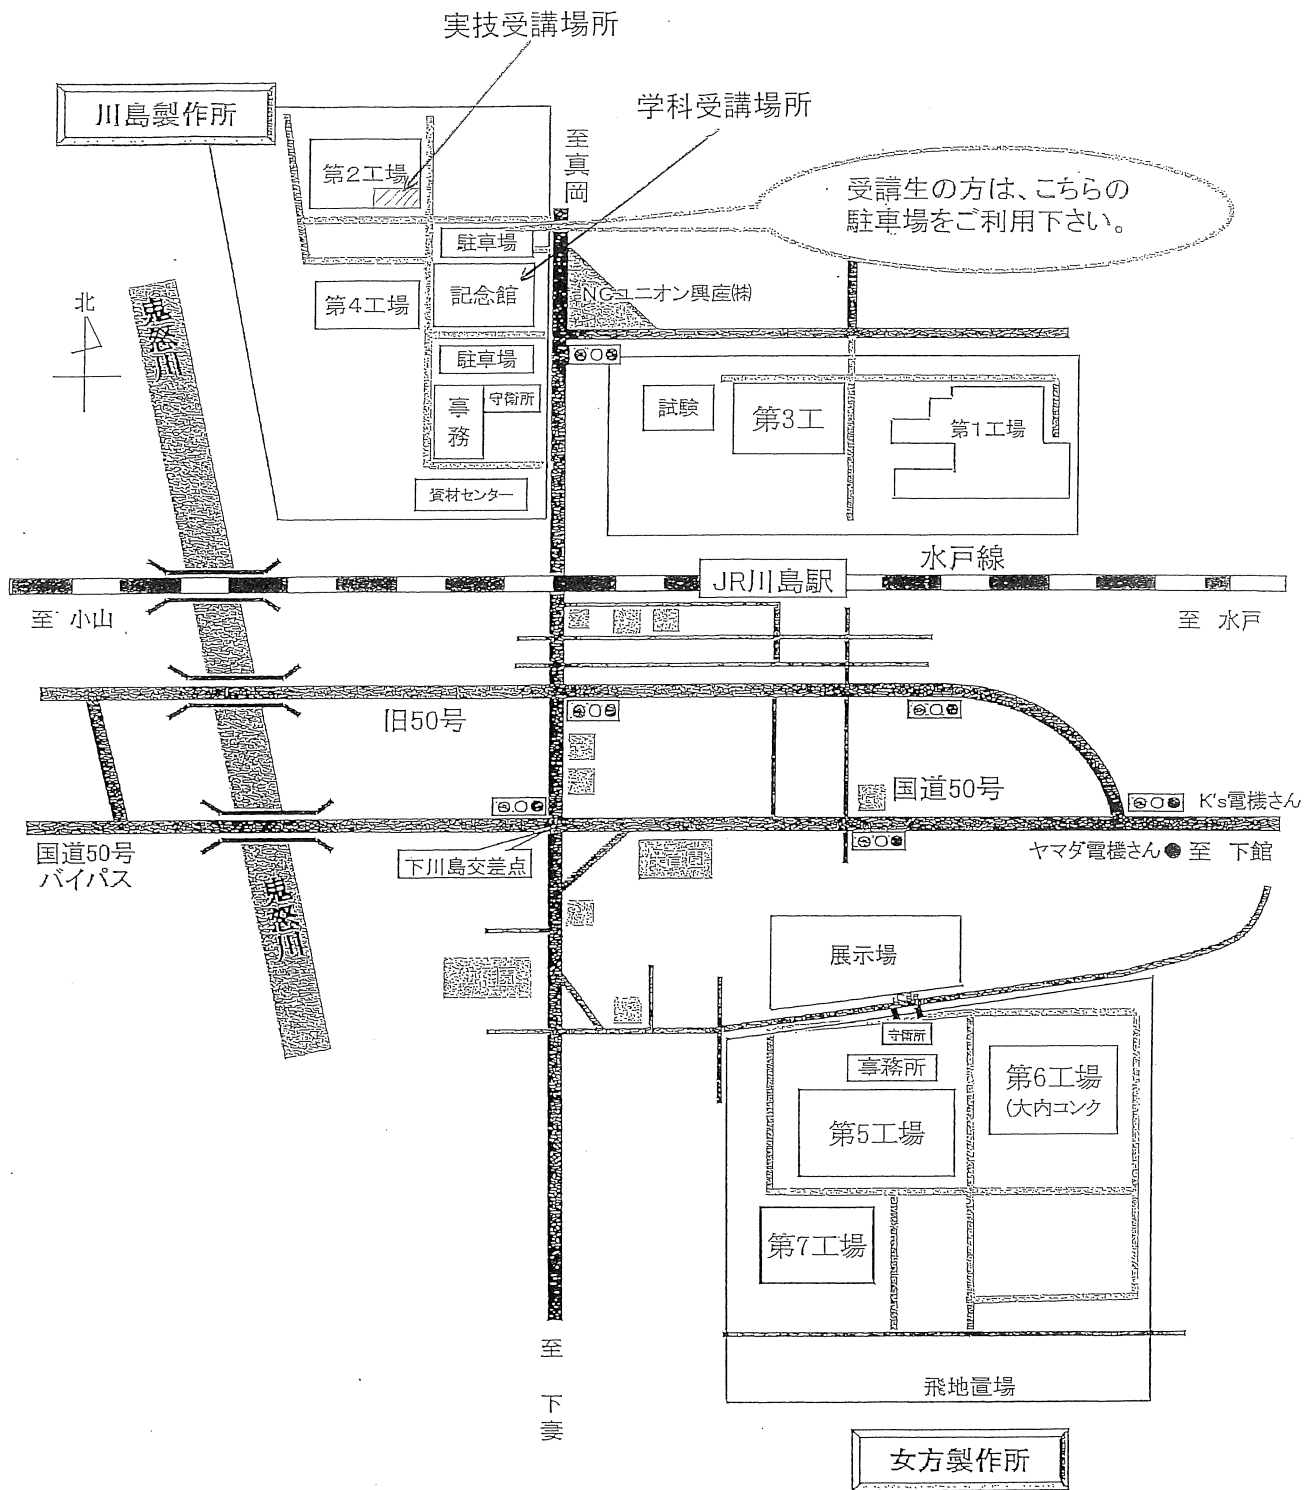 実技受講場所
川島製作所
学科受講場所
至真岡
第2工場
受講生の方は、こちらの
駐車場をご利用下さい。
駐車場
記念館
NCユニオン興産㈱
第4工場
北
鬼怒川
駐車場
守衛所
事務
試験
第3工
第1工場
資材センター
水戸線
JR川島駅
至 小山
至 水戸
旧50号
国道50号
K's電機さん
ヤマダ電機さん●至 下館
国道50号
バイパス
下川島交差点
鬼怒川
展示場
守衛所
事務所
第6工場
(大内コンク
第5工場
第7工場
至 下妻
飛地置場
女方製作所